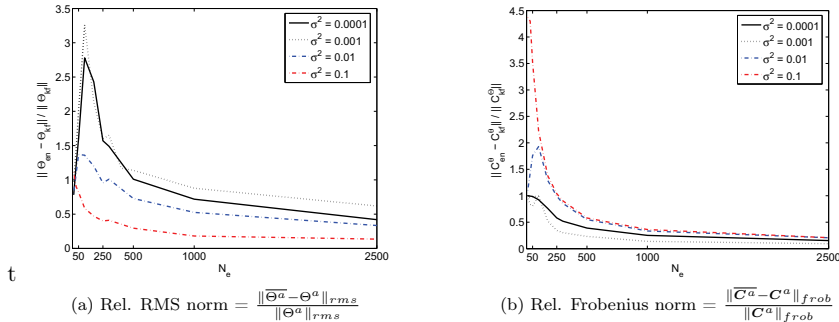 3.5
3
2.5
2
1.5
1
0.5
0
|| Θ_en − Θ_kf || / || Θ_kf ||
σ² = 0.0001
σ² = 0.001
σ² = 0.01
σ² = 0.1
50 250 500 1000 2500
N_e
4.5
4
3.5
3
2.5
2
1.5
1
0.5
0
|| C^θ_en − C^θ_kf || / || C^θ_kf ||
σ² = 0.0001
σ² = 0.001
σ² = 0.01
σ² = 0.1
50 250 500 1000 2500
N_e
t
(a) Rel. RMS norm = ‖Θ̅ᵃ̅−Θᵃ‖_rms / ‖Θᵃ‖_rms
(b) Rel. Frobenius norm = ‖C̅ᵃ̅−Cᵃ‖_frob / ‖Cᵃ‖_frob